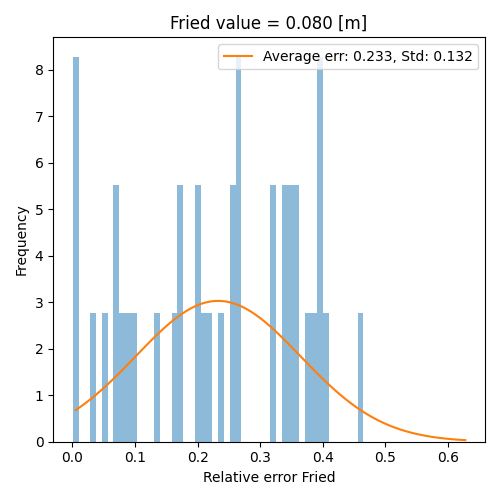 Fried value = 0.080 [m]
Average err: 0.233, Std: 0.132
Frequency
8
7
6
5
4
3
2
1
0
0.0 0.1 0.2 0.3 0.4 0.5 0.6
Relative error Fried